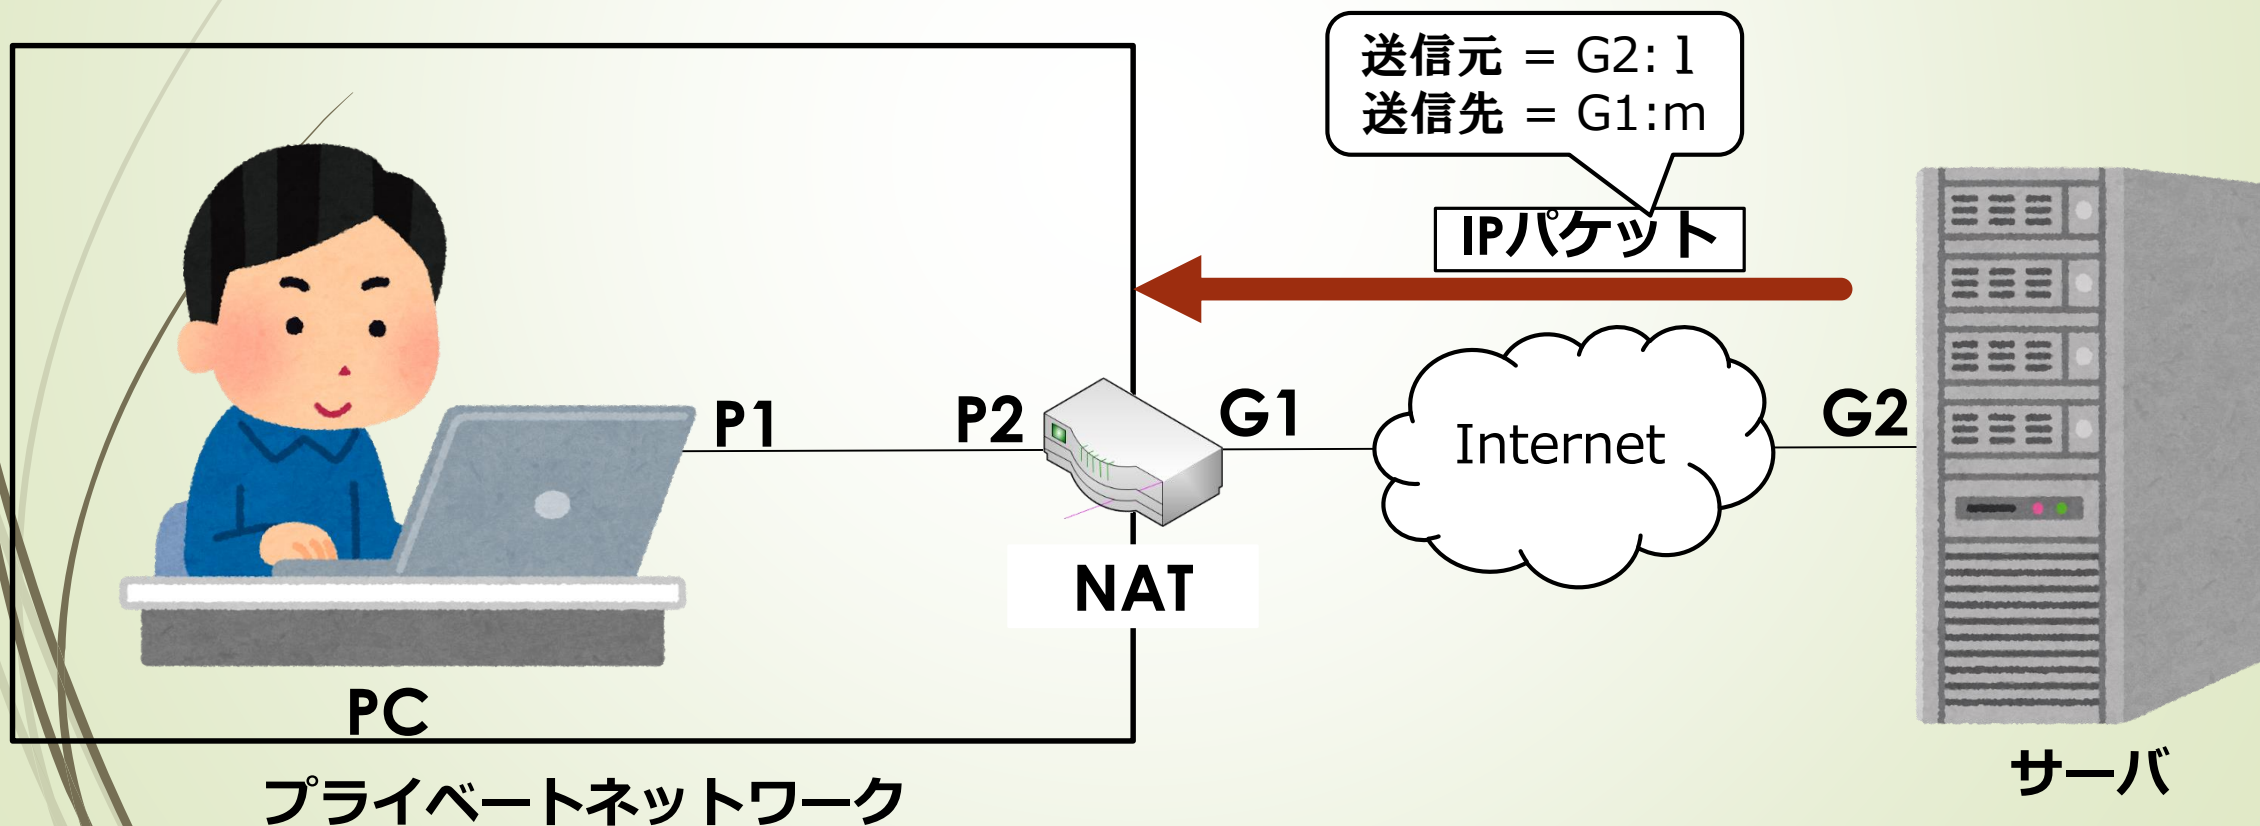 送信元 = G2: l
送信先 = G1:m
IPパケット
P1
P2
G1
Internet
G2
NAT
PC
サーバ
プライベートネットワーク